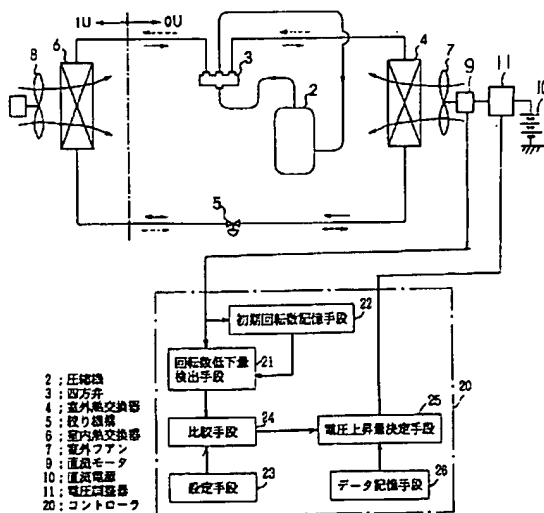 IU OU
6
8
3
2
4
7
9
11
10
5
初期回転数記憶手段
22
回転数低下量
検出手段
21
比較手段
24
電圧上昇量決定手段
25
20
設定手段
23
データ記憶手段
26
2 : 圧縮機
3 : 四方弁
4 : 室外熱交換器
5 : 絞り機構
6 : 室内熱交換器
7 : 室外フアン
9 : 直流モータ
10 : 直流電源
11 : 電圧調整器
20 : コントローラ